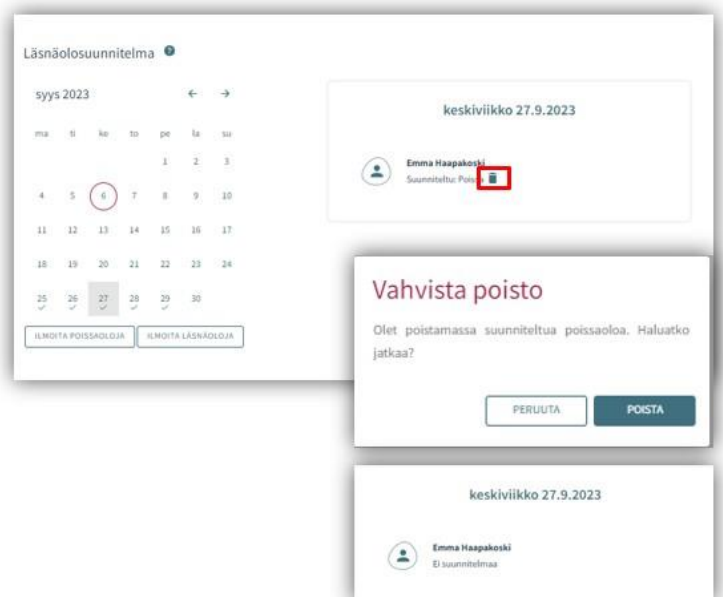 Läsnäolosuunnitelma ?
syys 2023 ← →
ma ti ke to pe la su
1 2 3
4 5 6 7 8 9 10
11 12 13 14 15 16 17
18 19 20 21 22 23 24
25 26 27 28 29 30
ILMOITA POISSAOLOJA ILMOITA LÄSNÄOLOJA
keskiviikko 27.9.2023
Emma Haapakoski
Suunniteltu: Poissa
Vahvista poisto
Olet poistamassa suunniteltua poissaoloa. Haluatko
jatkaa?
PERUUTA POISTA
keskiviikko 27.9.2023
Emma Haapakoski
Ei suunnitelmaa